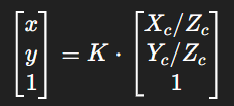 [x y 1] = K · [X_c/Z_c Y_c/Z_c 1]